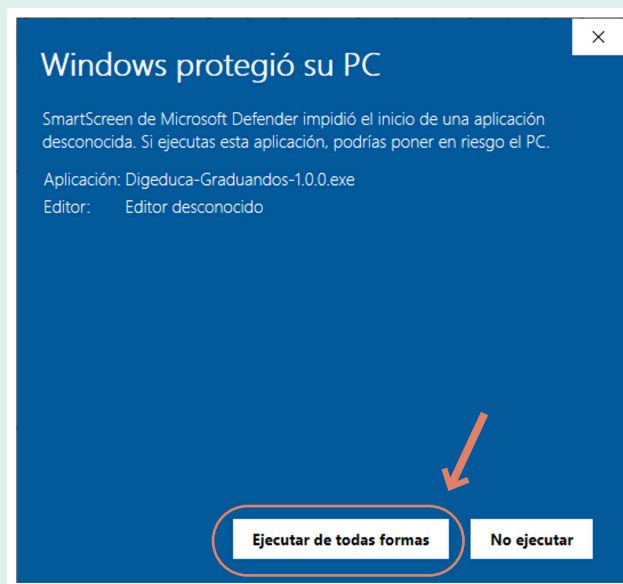 Windows protegió su PC
SmartScreen de Microsoft Defender impidió el inicio de una aplicación
desconocida. Si ejecutas esta aplicación, podrías poner en riesgo el PC.
Aplicación: Digeduca-Graduandos-1.0.0.exe
Editor: Editor desconocido
Ejecutar de todas formas
No ejecutar